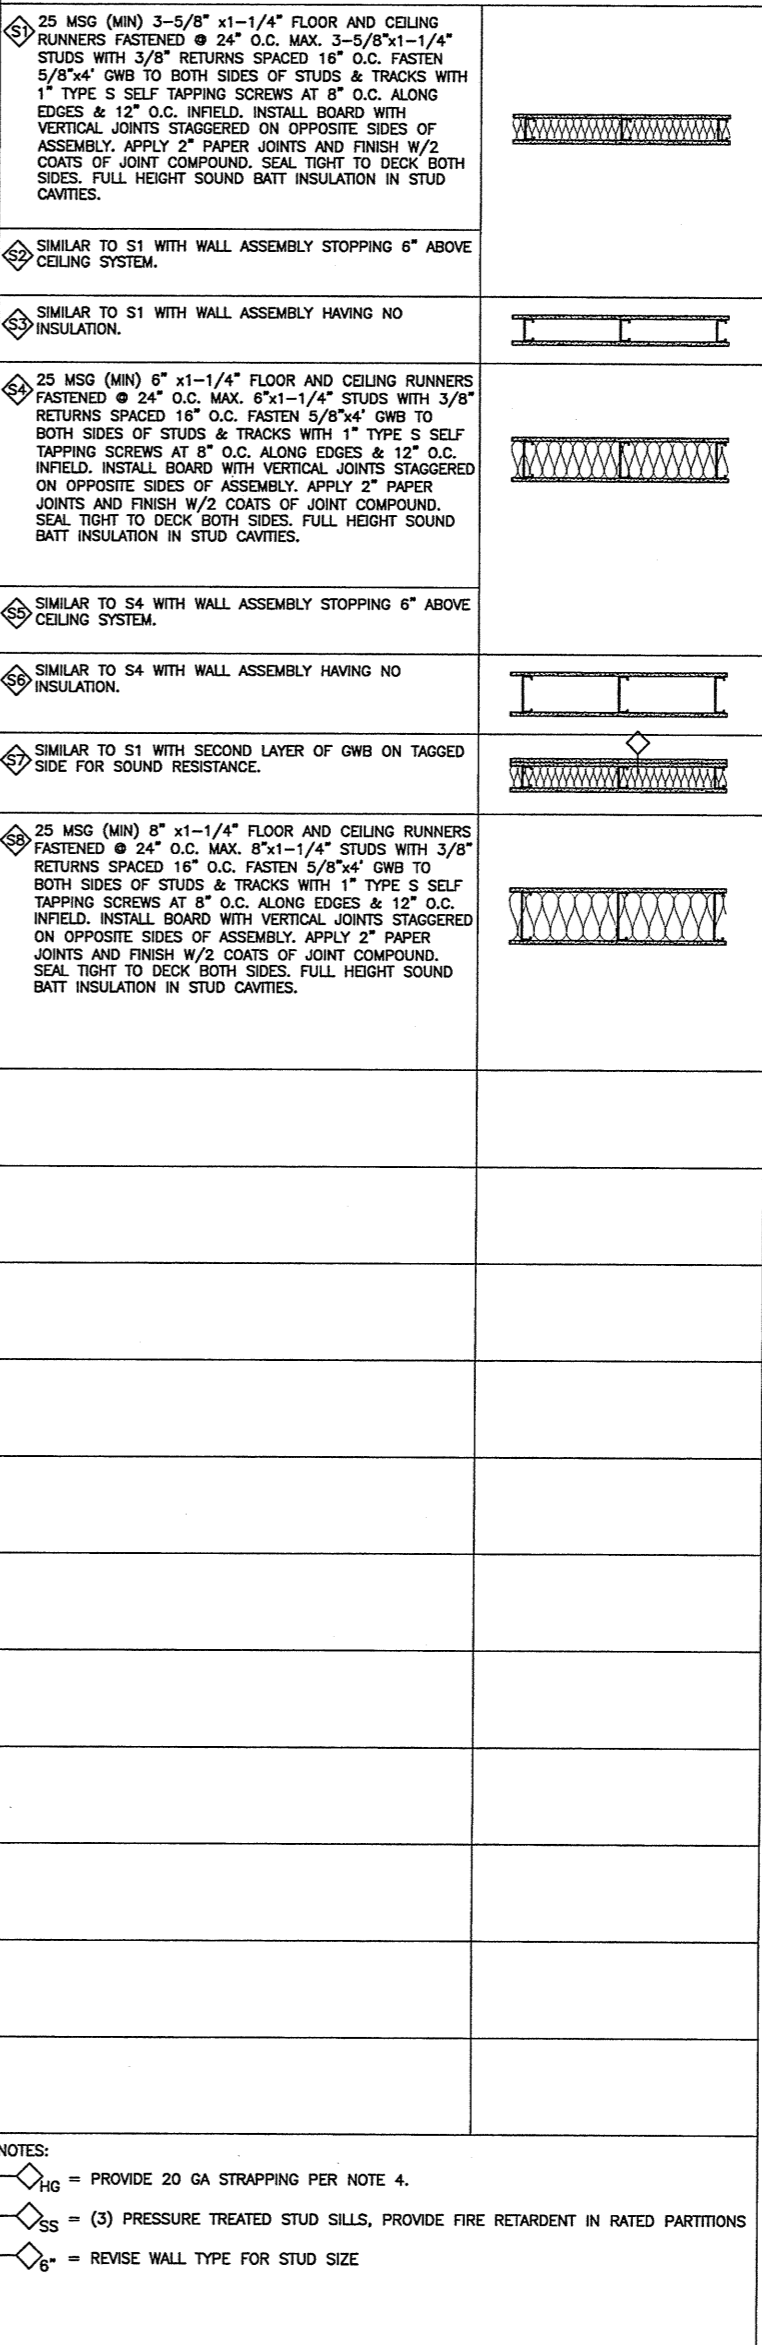 S1 25 MSG (MIN) 3-5/8" x1-1/4" FLOOR AND CEILING
RUNNERS FASTENED @ 24" O.C. MAX. 3-5/8"x1-1/4"
STUDS WITH 3/8" RETURNS SPACED 16" O.C. FASTEN
5/8"x4' GWB TO BOTH SIDES OF STUDS & TRACKS WITH
1" TYPE S SELF TAPPING SCREWS AT 8" O.C. ALONG
EDGES & 12" O.C. INFIELD. INSTALL BOARD WITH
VERTICAL JOINTS STAGGERED ON OPPOSITE SIDES OF
ASSEMBLY. APPLY 2" PAPER JOINTS AND FINISH W/2
COATS OF JOINT COMPOUND. SEAL TIGHT TO DECK BOTH
SIDES. FULL HEIGHT SOUND BATT INSULATION IN STUD
CAVITIES.
S2 SIMILAR TO S1 WITH WALL ASSEMBLY STOPPING 6" ABOVE
CEILING SYSTEM.
S3 SIMILAR TO S1 WITH WALL ASSEMBLY HAVING NO
INSULATION.
S4 25 MSG (MIN) 6" x1-1/4" FLOOR AND CEILING RUNNERS
FASTENED @ 24" O.C. MAX. 6"x1-1/4" STUDS WITH 3/8"
RETURNS SPACED 16" O.C. FASTEN 5/8"x4' GWB TO
BOTH SIDES OF STUDS & TRACKS WITH 1" TYPE S SELF
TAPPING SCREWS AT 8" O.C. ALONG EDGES & 12" O.C.
INFIELD. INSTALL BOARD WITH VERTICAL JOINTS STAGGERED
ON OPPOSITE SIDES OF ASSEMBLY. APPLY 2" PAPER
JOINTS AND FINISH W/2 COATS OF JOINT COMPOUND.
SEAL TIGHT TO DECK BOTH SIDES. FULL HEIGHT SOUND
BATT INSULATION IN STUD CAVITIES.
S5 SIMILAR TO S4 WITH WALL ASSEMBLY STOPPING 6" ABOVE
CEILING SYSTEM.
S6 SIMILAR TO S4 WITH WALL ASSEMBLY HAVING NO
INSULATION.
S7 SIMILAR TO S1 WITH SECOND LAYER OF GWB ON TAGGED
SIDE FOR SOUND RESISTANCE.
S8 25 MSG (MIN) 8" x1-1/4" FLOOR AND CEILING RUNNERS
FASTENED @ 24" O.C. MAX. 8"x1-1/4" STUDS WITH 3/8"
RETURNS SPACED 16" O.C. FASTEN 5/8"x4' GWB TO
BOTH SIDES OF STUDS & TRACKS WITH 1" TYPE S SELF
TAPPING SCREWS AT 8" O.C. ALONG EDGES & 12" O.C.
INFIELD. INSTALL BOARD WITH VERTICAL JOINTS STAGGERED
ON OPPOSITE SIDES OF ASSEMBLY. APPLY 2" PAPER
JOINTS AND FINISH W/2 COATS OF JOINT COMPOUND.
SEAL TIGHT TO DECK BOTH SIDES. FULL HEIGHT SOUND
BATT INSULATION IN STUD CAVITIES.
NOTES:
HG = PROVIDE 20 GA STRAPPING PER NOTE 4.
SS = (3) PRESSURE TREATED STUD SILLS, PROVIDE FIRE RETARDENT IN RATED PARTITIONS
6" = REVISE WALL TYPE FOR STUD SIZE